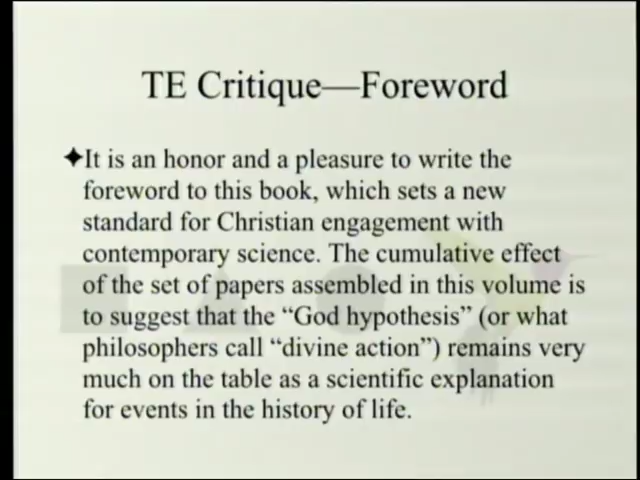 TE Critique—Foreword
✦It is an honor and a pleasure to write the
foreword to this book, which sets a new
standard for Christian engagement with
contemporary science. The cumulative effect
of the set of papers assembled in this volume is
to suggest that the “God hypothesis” (or what
philosophers call “divine action”) remains very
much on the table as a scientific explanation
for events in the history of life.